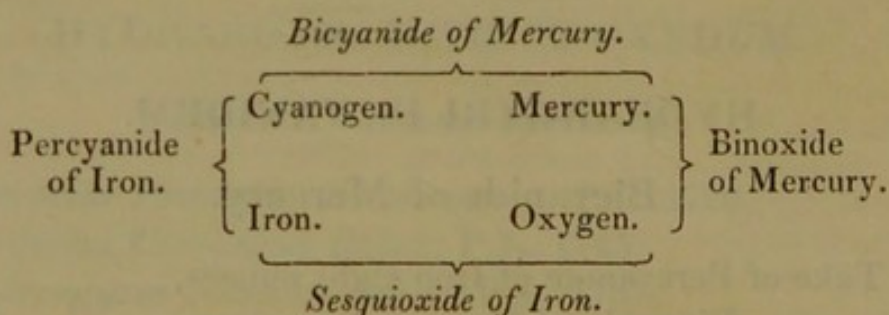 Bicyanide of Mercury.
Cyanogen. Mercury.
Percyanide
of Iron.
Binoxide
of Mercury.
Iron. Oxygen.
Sesquioxide of Iron.